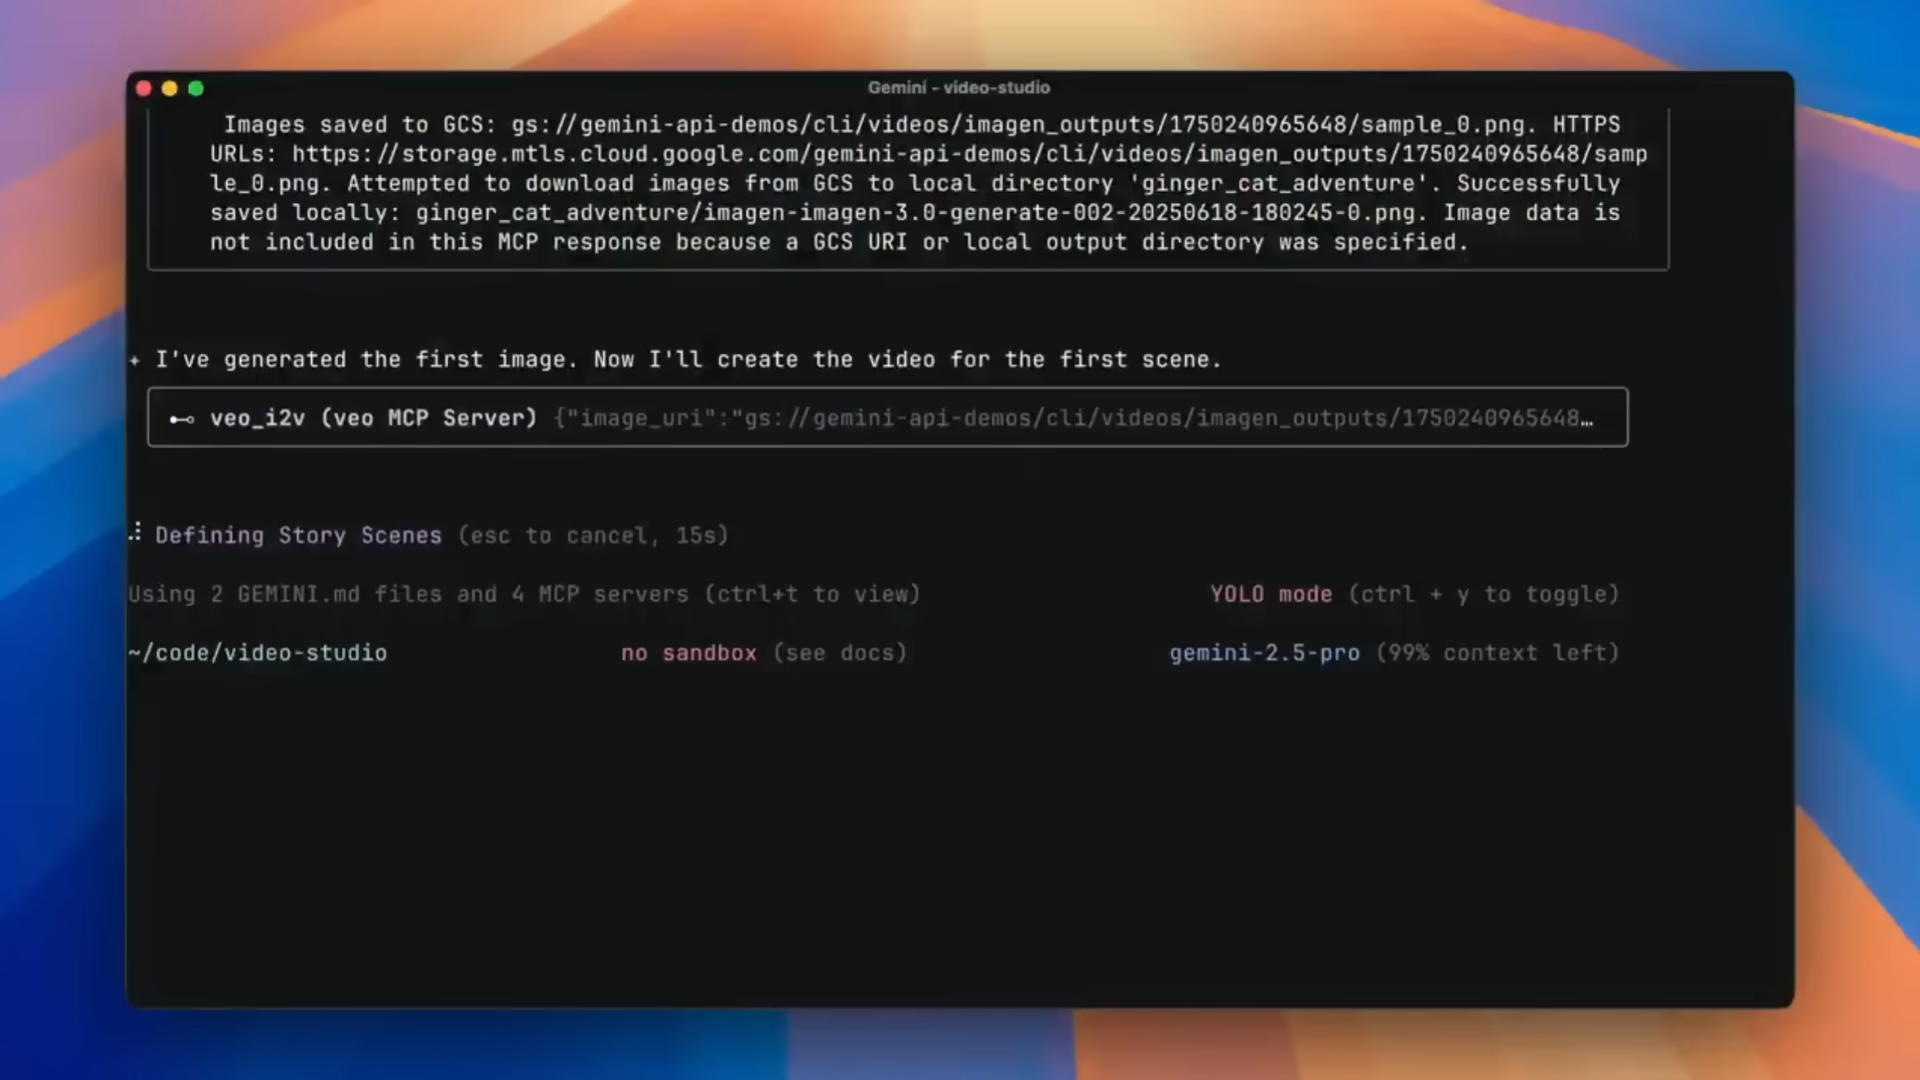 Gemini - video-studio
Images saved to GCS: gs://gemini-api-demos/cli/videos/imagen_outputs/1750240965648/sample_0.png. HTTPS
URLs: https://storage.mtls.cloud.google.com/gemini-api-demos/cli/videos/imagen_outputs/1750240965648/samp
le_0.png. Attempted to download images from GCS to local directory 'ginger_cat_adventure'. Successfully
saved locally: ginger_cat_adventure/imagen-imagen-3.0-generate-002-20250618-180245-0.png. Image data is
not included in this MCP response because a GCS URI or local output directory was specified.
✦ I've generated the first image. Now I'll create the video for the first scene.
⊷ veo_i2v (veo MCP Server) {"image_uri":"gs://gemini-api-demos/cli/videos/imagen_outputs/1750240965648…
Defining Story Scenes (esc to cancel, 15s)
Using 2 GEMINI.md files and 4 MCP servers (ctrl+t to view) YOLO mode (ctrl + y to toggle)
~/code/video-studio no sandbox (see docs) gemini-2.5-pro (99% context left)